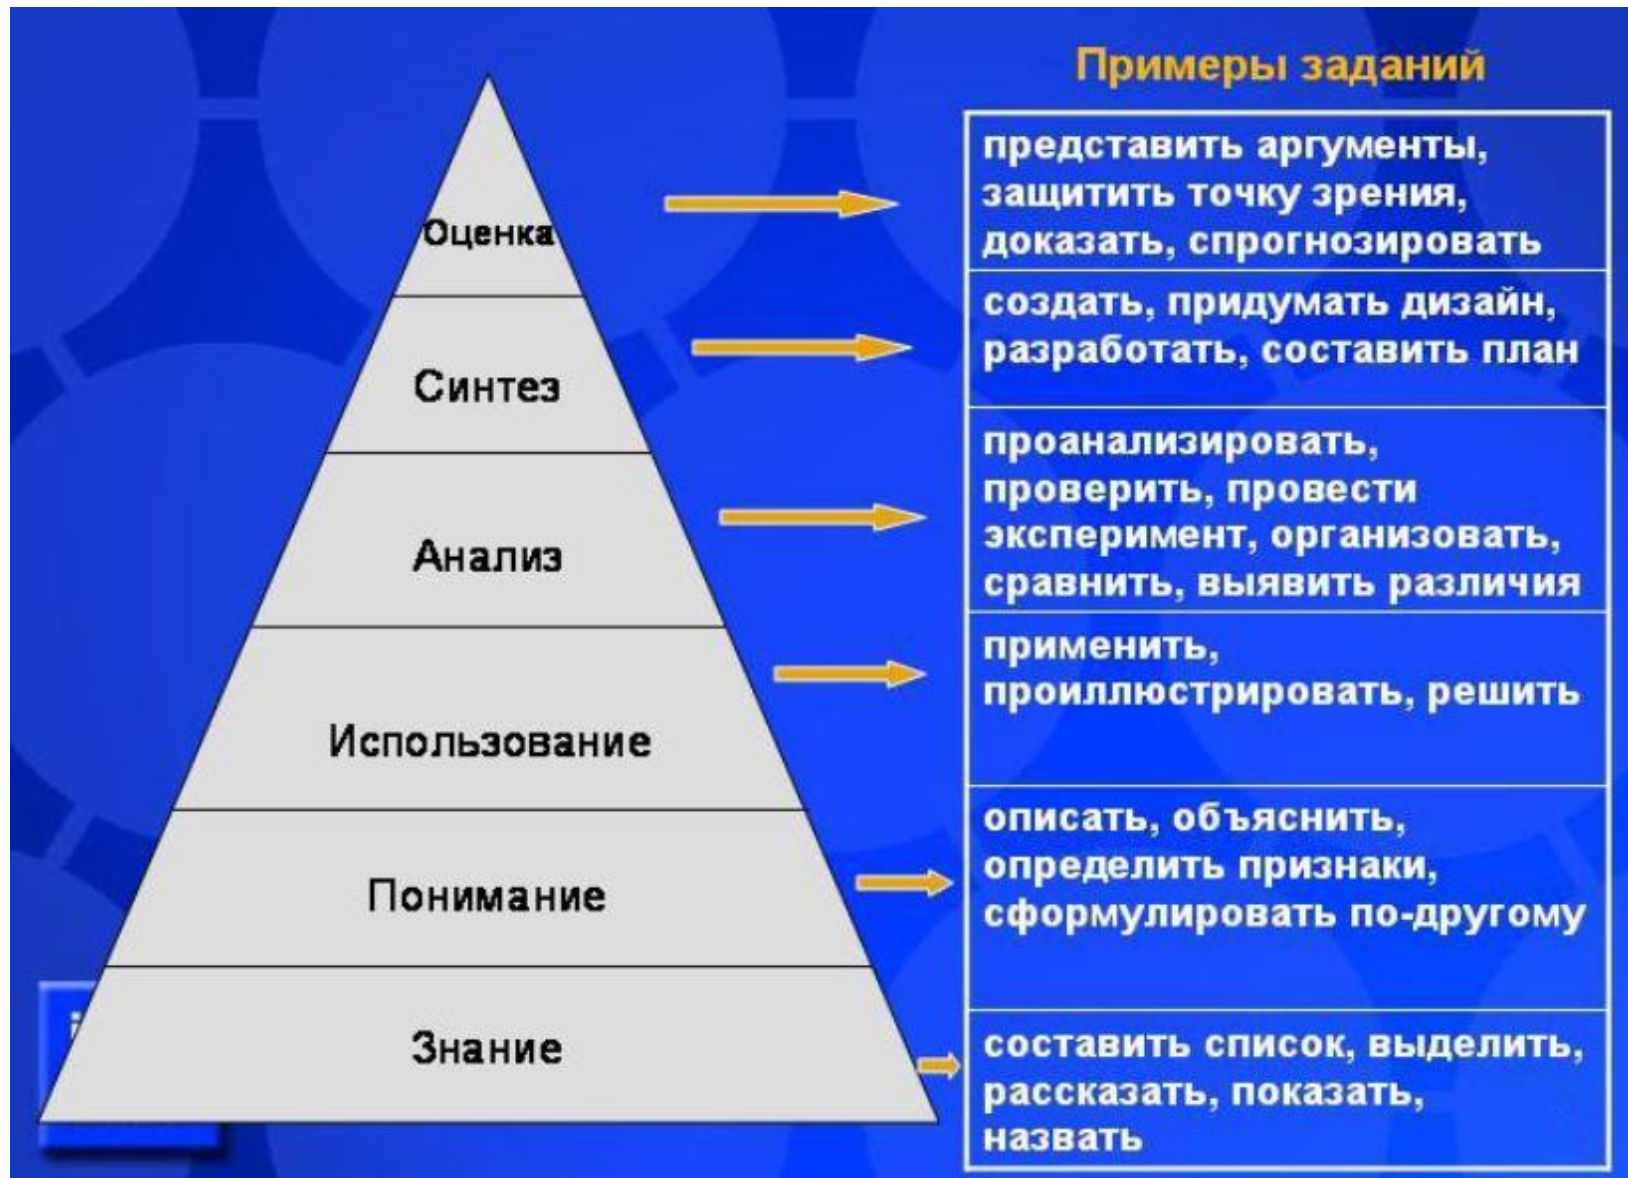 Примеры заданий
Оценка
представить аргументы,
защитить точку зрения,
доказать, спрогнозировать
Синтез
создать, придумать дизайн,
разработать, составить план
Анализ
проанализировать,
проверить, провести
эксперимент, организовать,
сравнить, выявить различия
Использование
применить,
проиллюстрировать, решить
Понимание
описать, объяснить,
определить признаки,
сформулировать по-другому
Знание
составить список, выделить,
рассказать, показать,
назвать